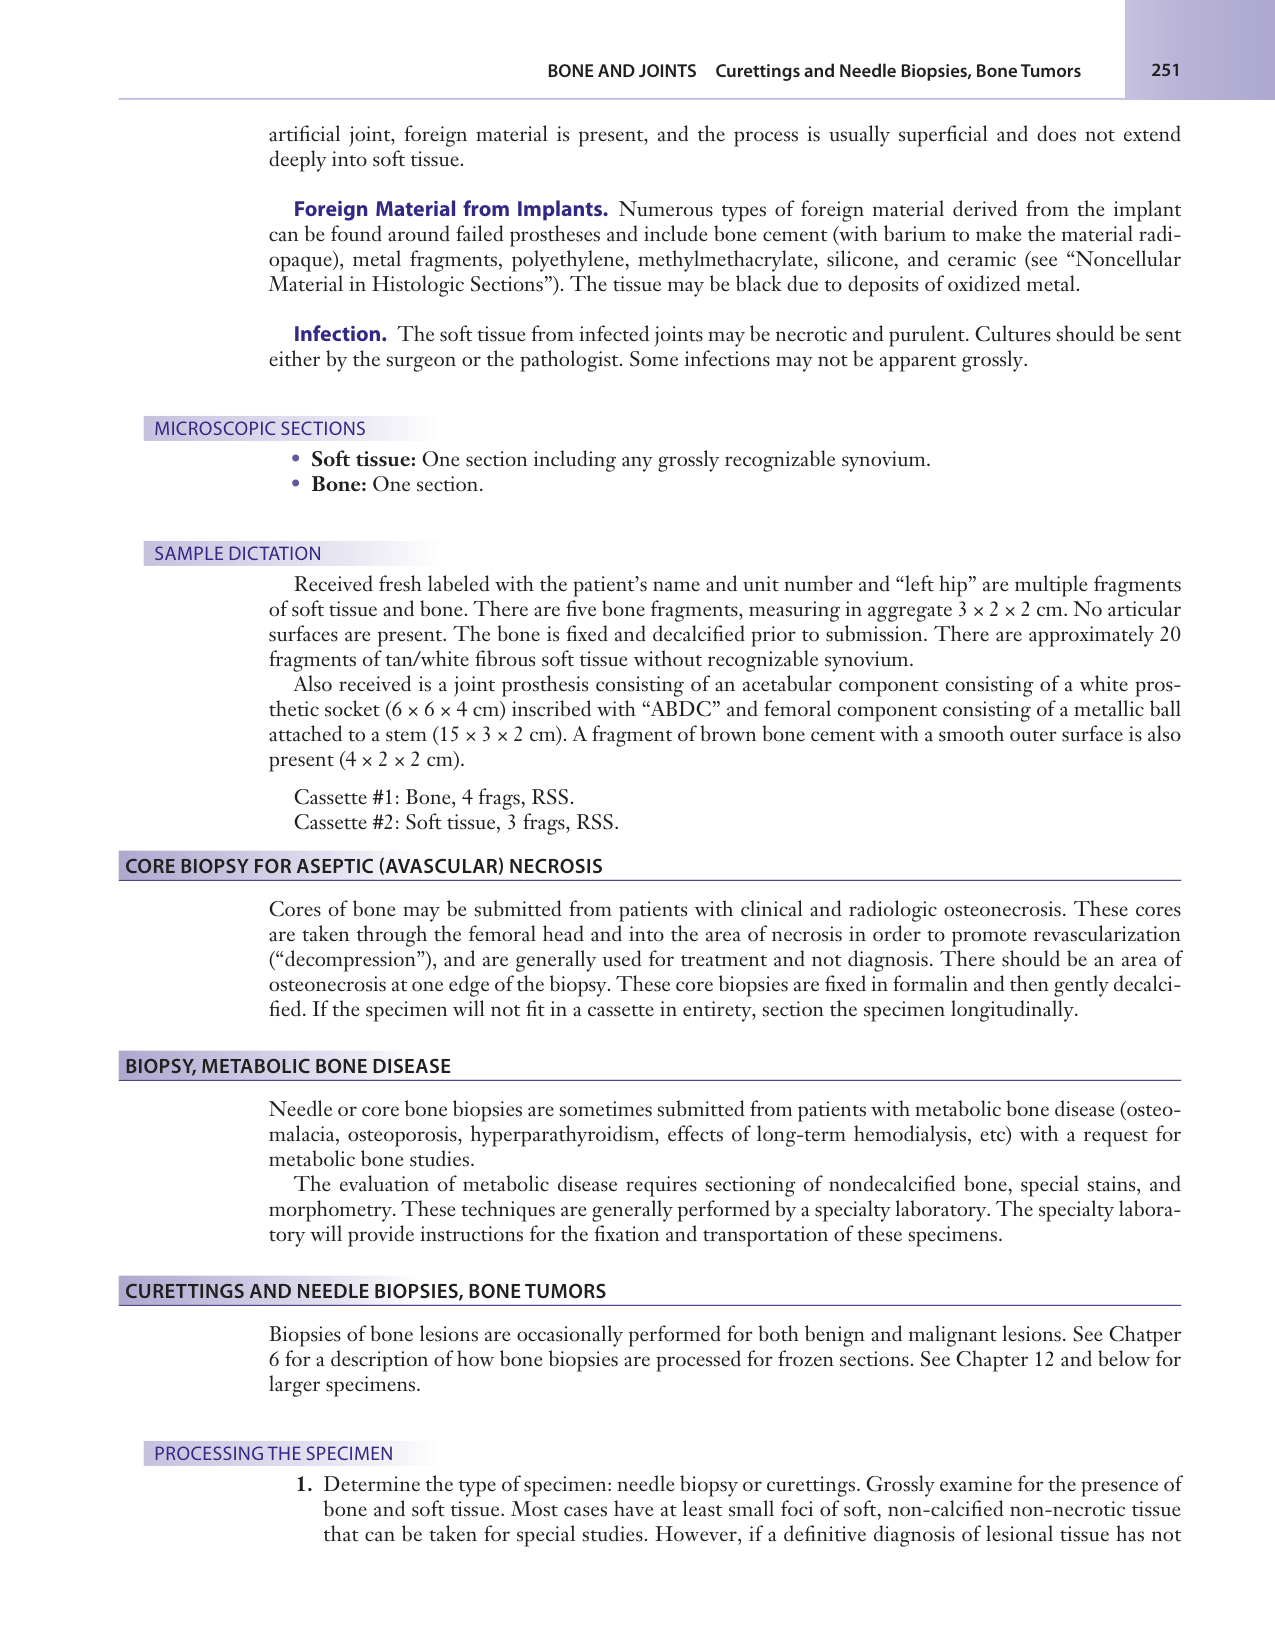 BONE AND JOINTS Curettings and Needle Biopsies, Bone Tumors 251
artificial joint, foreign material is present, and the process is usually superficial and does not extend
deeply into soft tissue.
Foreign Material from Implants. Numerous types of foreign material derived from the implant
can be found around failed prostheses and include bone cement (with barium to make the material radi-
opaque), metal fragments, polyethylene, methylmethacrylate, silicone, and ceramic (see “Noncellular
Material in Histologic Sections”). The tissue may be black due to deposits of oxidized metal.
Infection. The soft tissue from infected joints may be necrotic and purulent. Cultures should be sent
either by the surgeon or the pathologist. Some infections may not be apparent grossly.
MICROSCOPIC SECTIONS
• Soft tissue: One section including any grossly recognizable synovium.
• Bone: One section.
SAMPLE DICTATION
Received fresh labeled with the patient’s name and unit number and “left hip” are multiple fragments
of soft tissue and bone. There are five bone fragments, measuring in aggregate 3 × 2 × 2 cm. No articular
surfaces are present. The bone is fixed and decalcified prior to submission. There are approximately 20
fragments of tan/white fibrous soft tissue without recognizable synovium.
Also received is a joint prosthesis consisting of an acetabular component consisting of a white pros-
thetic socket (6 × 6 × 4 cm) inscribed with “ABDC” and femoral component consisting of a metallic ball
attached to a stem (15 × 3 × 2 cm). A fragment of brown bone cement with a smooth outer surface is also
present (4 × 2 × 2 cm).
Cassette #1: Bone, 4 frags, RSS.
Cassette #2: Soft tissue, 3 frags, RSS.
CORE BIOPSY FOR ASEPTIC (AVASCULAR) NECROSIS
Cores of bone may be submitted from patients with clinical and radiologic osteonecrosis. These cores
are taken through the femoral head and into the area of necrosis in order to promote revascularization
(“decompression”), and are generally used for treatment and not diagnosis. There should be an area of
osteonecrosis at one edge of the biopsy. These core biopsies are fixed in formalin and then gently decalci-
fied. If the specimen will not fit in a cassette in entirety, section the specimen longitudinally.
BIOPSY, METABOLIC BONE DISEASE
Needle or core bone biopsies are sometimes submitted from patients with metabolic bone disease (osteo-
malacia, osteoporosis, hyperparathyroidism, effects of long-term hemodialysis, etc) with a request for
metabolic bone studies.
The evaluation of metabolic disease requires sectioning of nondecalcified bone, special stains, and
morphometry. These techniques are generally performed by a specialty laboratory. The specialty labora-
tory will provide instructions for the fixation and transportation of these specimens.
CURETTINGS AND NEEDLE BIOPSIES, BONE TUMORS
Biopsies of bone lesions are occasionally performed for both benign and malignant lesions. See Chatper
6 for a description of how bone biopsies are processed for frozen sections. See Chapter 12 and below for
larger specimens.
PROCESSING THE SPECIMEN
1. Determine the type of specimen: needle biopsy or curettings. Grossly examine for the presence of
bone and soft tissue. Most cases have at least small foci of soft, non-calcified non-necrotic tissue
that can be taken for special studies. However, if a definitive diagnosis of lesional tissue has not